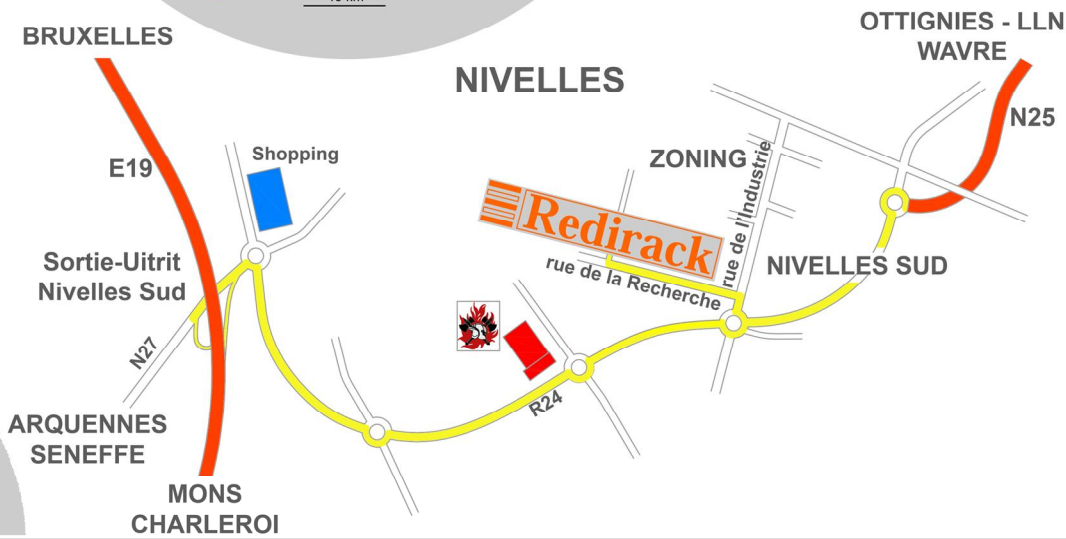 BRUXELLES
OTTIGNIES - LLN
WAVRE
NIVELLES
N25
E19
Shopping
ZONING
rue de l'Industrie
Redirack
Sortie-Uitrit
Nivelles Sud
rue de la Recherche
NIVELLES SUD
N27
R24
ARQUENNES
SENEFFE
MONS
CHARLEROI